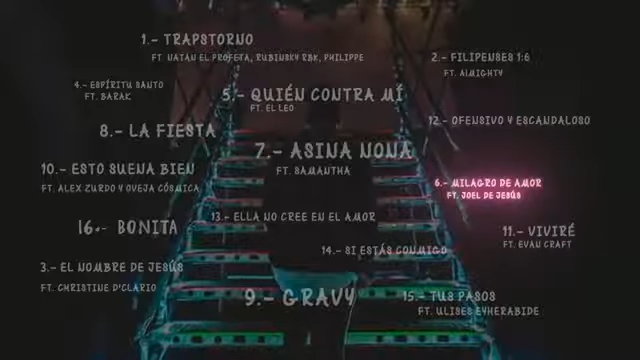 1.- TRAPSTORNO
FT. NATÁN EL PROFETA, RUBINSKY RBK, PHILIPPE
2.- FILIPENSES 1:6
FT. ALMIGHTY
4.- ESPÍRITU SANTO
FT. BARAK
5.- QUIÉN CONTRA MÍ
FT. EL LEO
12.- OFENSIVO Y ESCANDALOSO
8.- LA FIESTA
7.- ASINA NONA
FT. SAMANTHA
10.- ESTO SUENA BIEN
FT. ALEX ZURDO Y OVEJA CÓSMICA
6.- MILAGRO DE AMOR
FT. JOEL DE JESÚS
13.- ELLA NO CREE EN EL AMOR
16.- BONITA
11.- VIVIRÉ
FT. EVAN CRAFT
14.- SI ESTÁS CONMIGO
3.- EL NOMBRE DE JESÚS
FT. CHRISTINE D'CLARIO
9.- GRAVY
15.- TUS PASOS
FT. ULISES EYHERABIDE